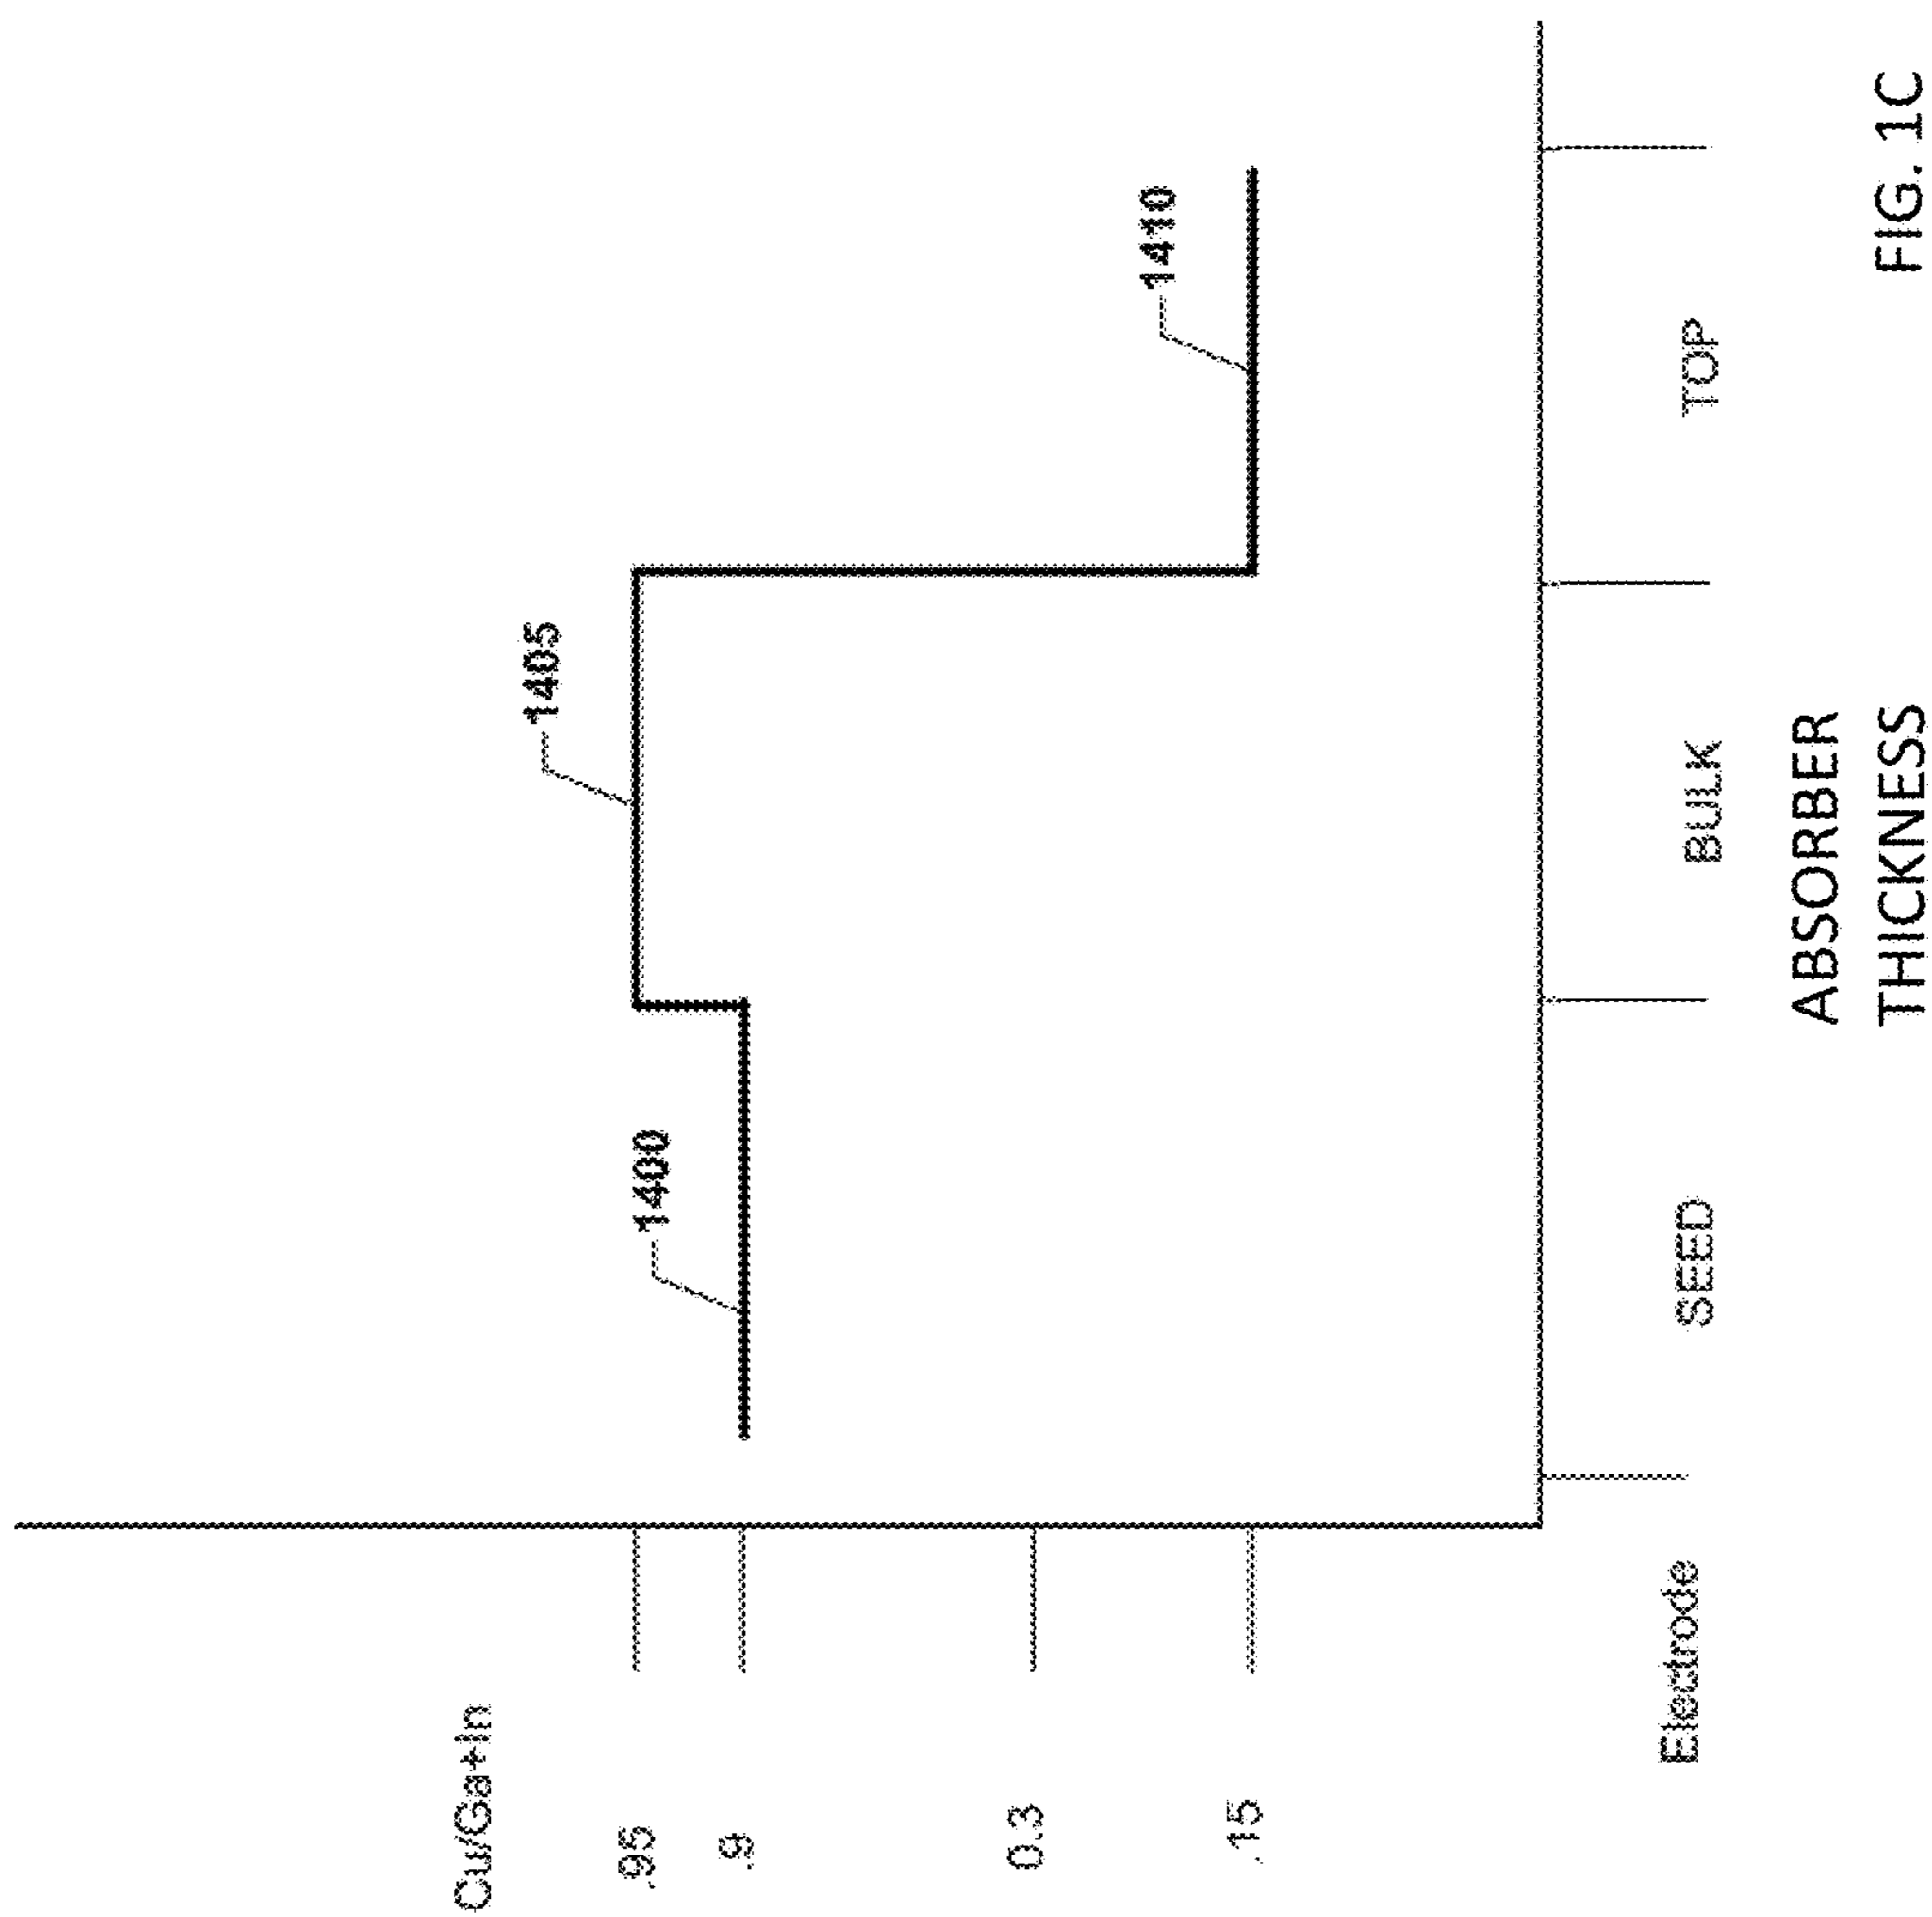 Cu/Ga+In
.95
.9
0.3
.15
1400
1405
1410
Electrode
SEED
BULK
TOP
ABSORBER
THICKNESS
FIG. 1C